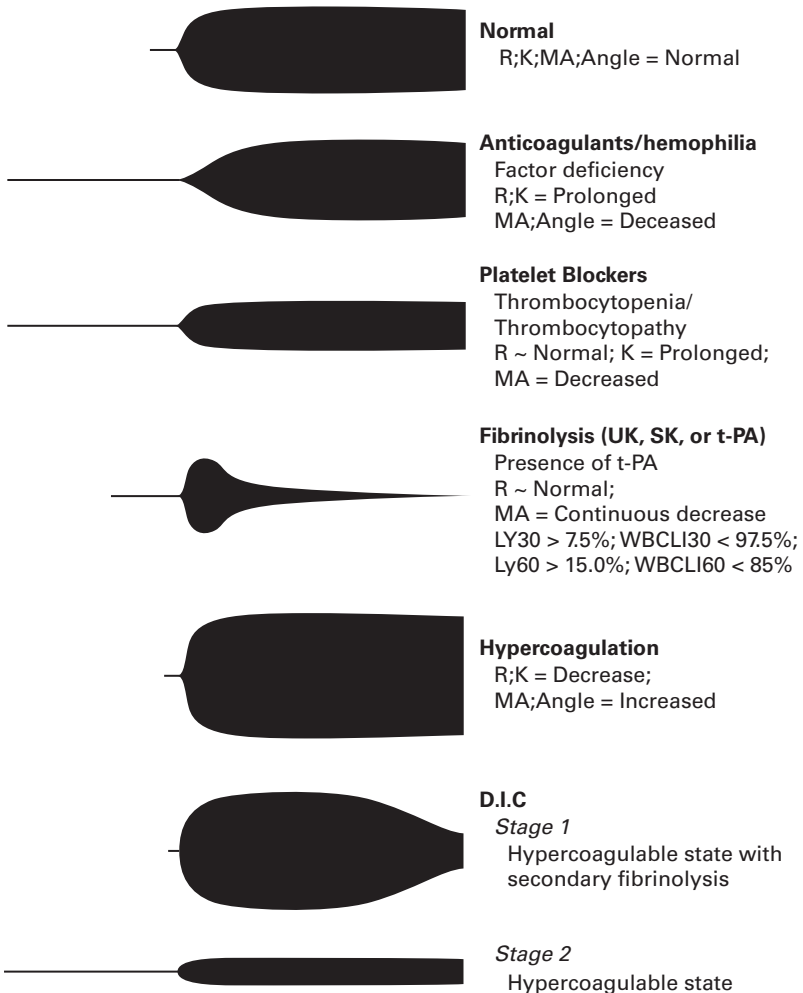 Normal
R;K;MA;Angle = Normal
Anticoagulants/hemophilia
Factor deficiency
R;K = Prolonged
MA;Angle = Deceased
Platelet Blockers
Thrombocytopenia/
Thrombocytopathy
R ~ Normal; K = Prolonged;
MA = Decreased
Fibrinolysis (UK, SK, or t-PA)
Presence of t-PA
R ~ Normal;
MA = Continuous decrease
LY30 > 7.5%; WBCLI30 < 97.5%;
Ly60 > 15.0%; WBCLI60 < 85%
Hypercoagulation
R;K = Decrease;
MA;Angle = Increased
D.I.C
Stage 1
Hypercoagulable state with
secondary fibrinolysis
Stage 2
Hypercoagulable state